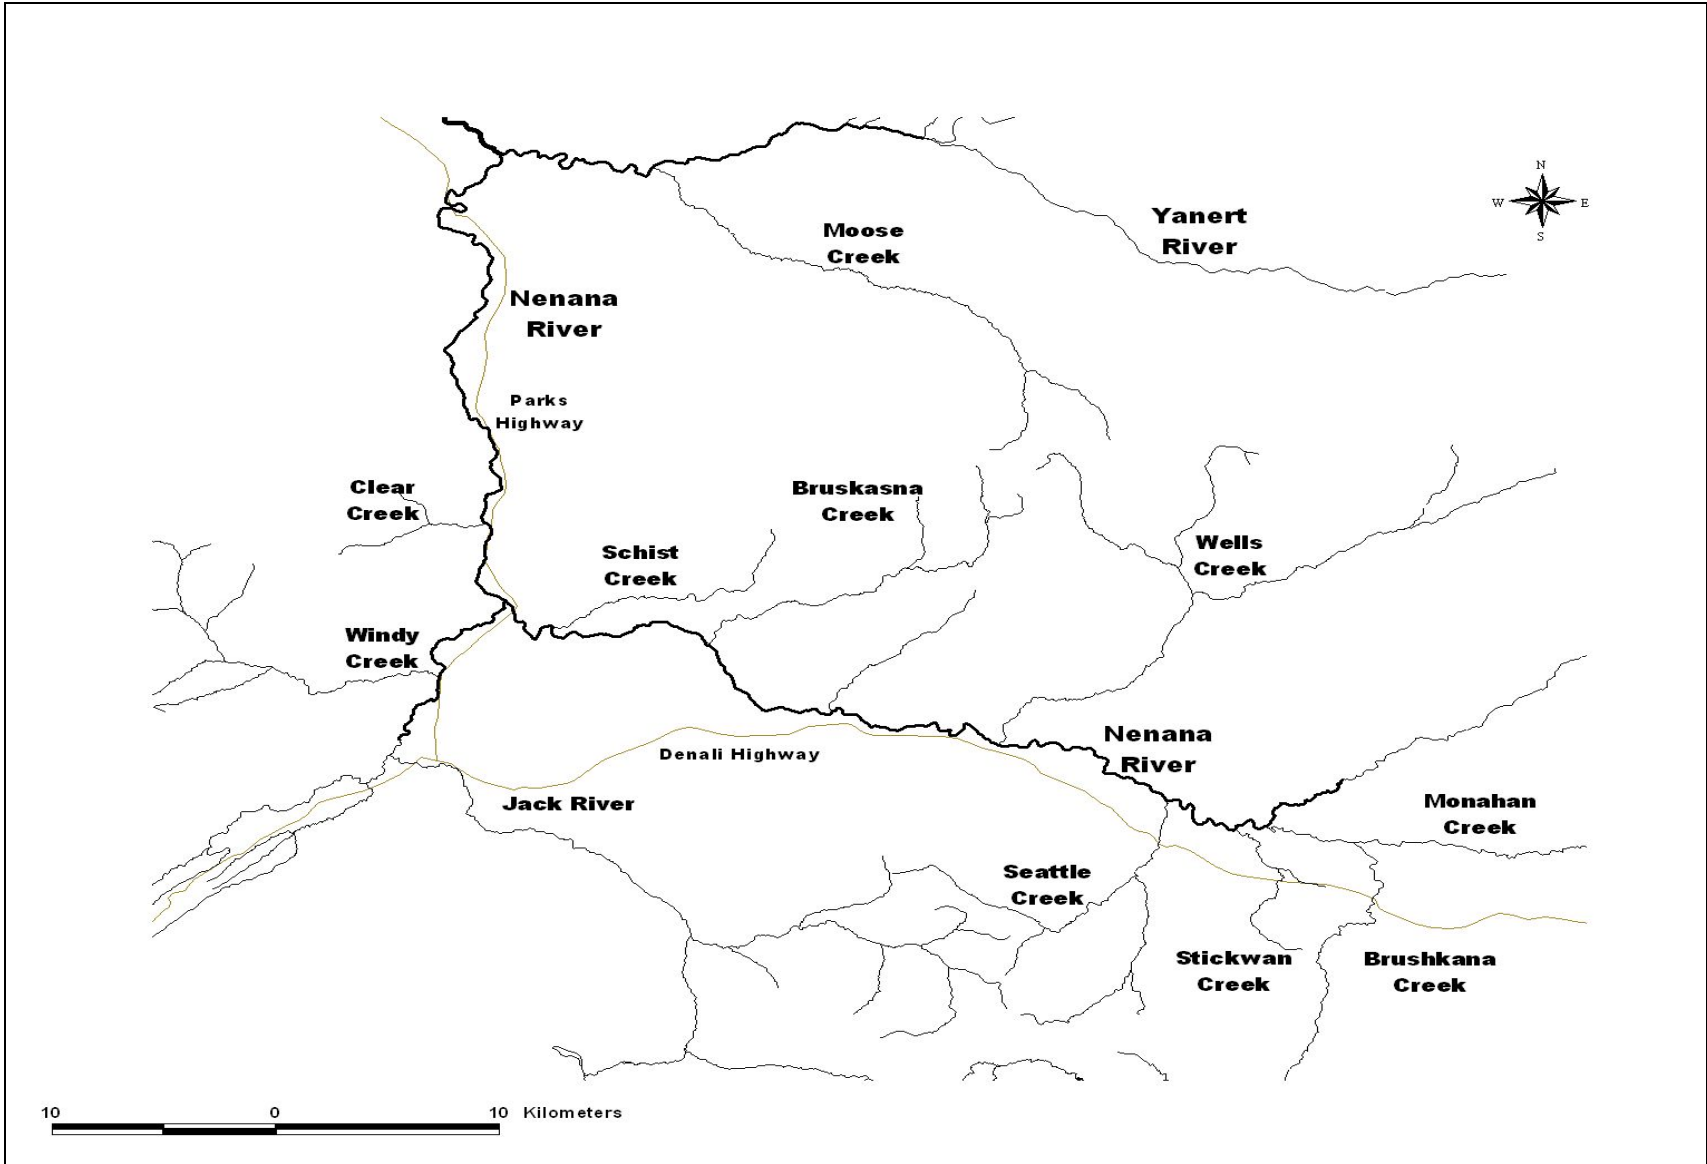 N
W
E
S
Yanert
River
Moose
Creek
Nenana
River
Parks
Highway
Clear
Creek
Bruskasna
Creek
Schist
Creek
Wells
Creek
Windy
Creek
Nenana
River
Denali Highway
Jack River
Monahan
Creek
Seattle
Creek
Stickwan
Creek
Brushkana
Creek
10 0 10 Kilometers